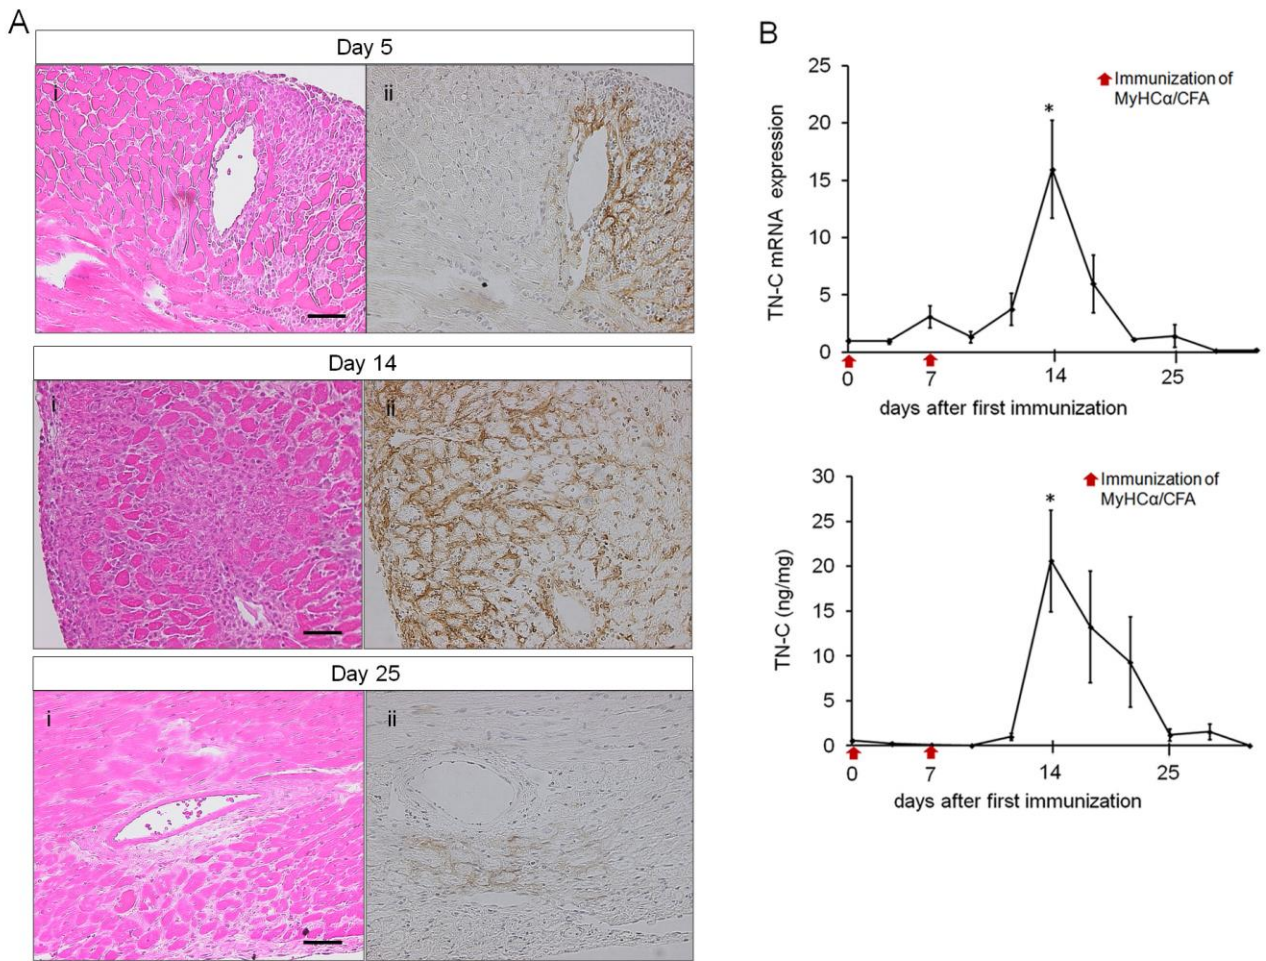 A
Day 5
i
ii
Day 14
i
ii
Day 25
i
ii
B
25
20
15
10
5
0
TN-C mRNA expression
*
Immunization of
MyHCα/CFA
0
7
14
25
days after first immunization
30
25
20
15
10
5
0
TN-C (ng/mg)
*
Immunization of
MyHCα/CFA
0
7
14
25
days after first immunization